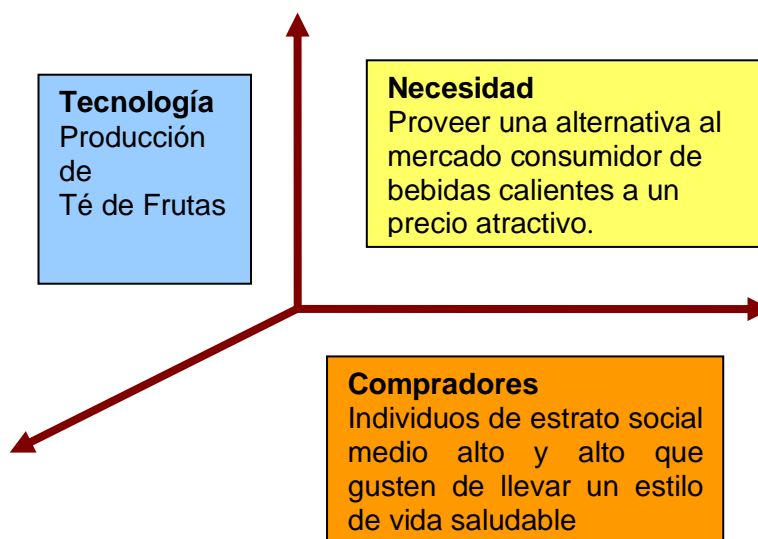 Tecnología
Producción
de
Té de Frutas
Necesidad
Proveer una alternativa al
mercado consumidor de
bebidas calientes a un
precio atractivo.
Compradores
Individuos de estrato social
medio alto y alto que
gusten de llevar un estilo
de vida saludable